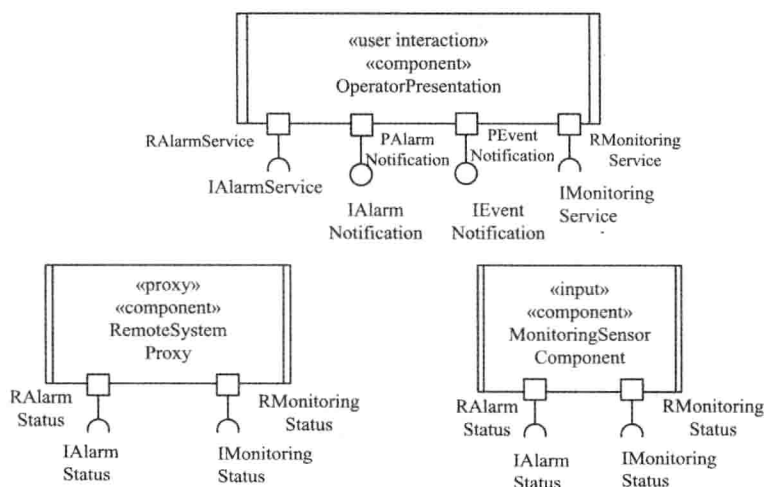 «user interaction»
«component»
OperatorPresentation
RAlarmService
PAlarm
Notification
PEvent
Notification
RMonitoring
Service
IAlarmService
IAlarm
Notification
IEvent
Notification
IMonitoring
Service
«proxy»
«component»
RemoteSystem
Proxy
RAlarm
Status
RMonitoring
Status
IAlarm
Status
IMonitoring
Status
«input»
«component»
MonitoringSensor
Component
RAlarm
Status
RMonitoring
Status
IAlarm
Status
IMonitoring
Status